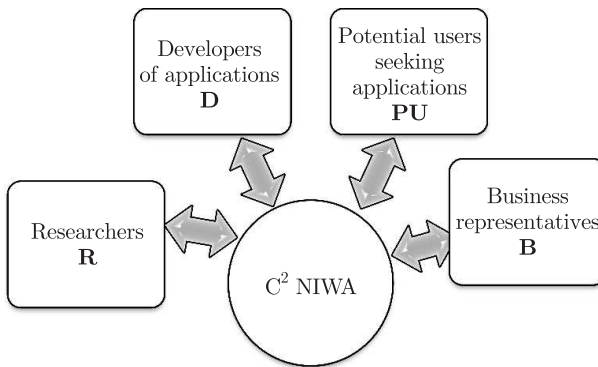 Developers
of applications
D
Potential users
seeking
applications
PU
Researchers
R
Business
representatives
B
C² NIWA